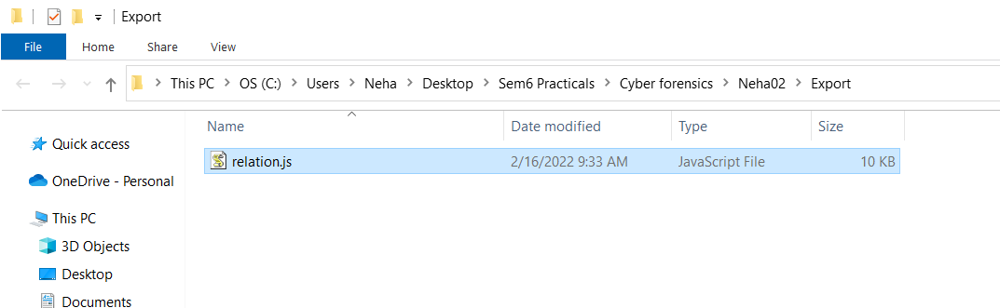 Export
File Home Share View
This PC OS (C:) Users Neha Desktop Sem6 Practicals Cyber forensics Neha02 Export
Name Date modified Type Size
Quick access
relation.js 2/16/2022 9:33 AM JavaScript File 10 KB
OneDrive - Personal
This PC
3D Objects
Desktop
Documents